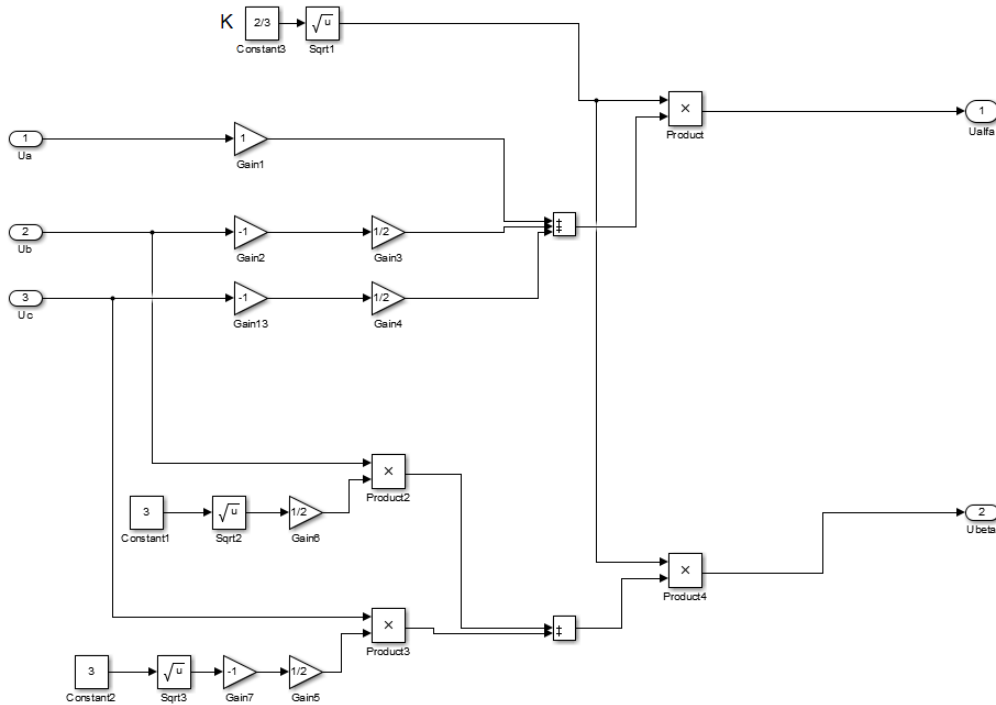 K
2/3
√u
Constant3
Sqrt1
×
Product
1
Ualfa
1
Ua
1
Gain1
+
+
+
2
Ub
-1
Gain2
1/2
Gain3
3
Uc
-1
Gain13
1/2
Gain4
×
Product2
3
Constant1
√u
Sqrt2
1/2
Gain6
2
Ubeta
×
Product4
×
Product3
+
+
3
Constant2
√u
Sqrt3
-1
Gain7
1/2
Gain5